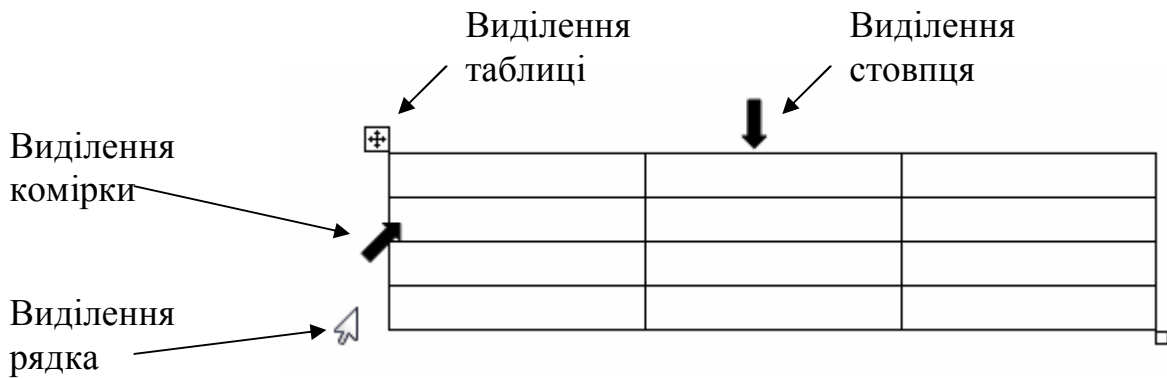 Виділення
таблиці
Виділення
стовпця
Виділення
комірки
Виділення
рядка